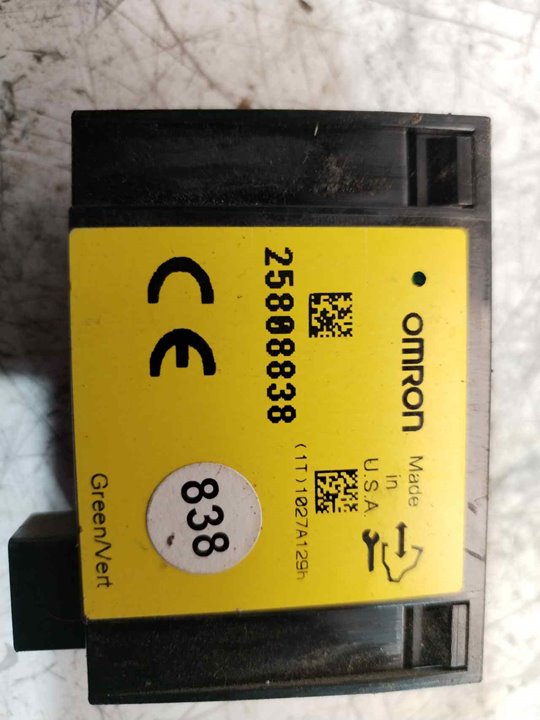 OMRON
Made
in
U.S.A.
25808838
(1T)1027A129h
CE
838
Green/Vert